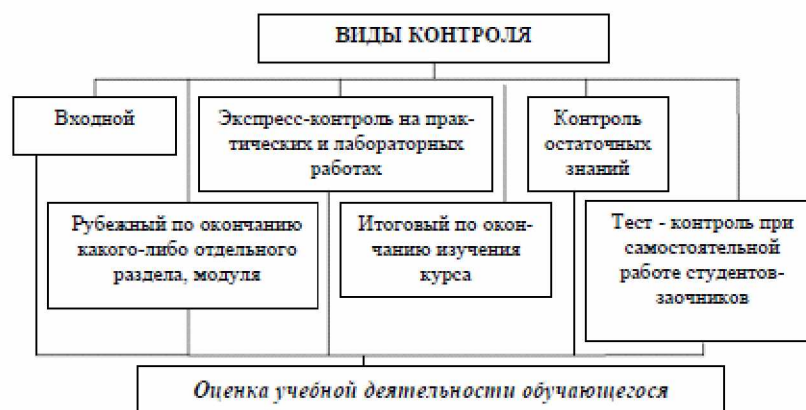 ВИДЫ КОНТРОЛЯ
Входной
Экспресс-контроль на прак-
тических и лабораторных
работах
Контроль
остаточных
знаний
Рубежный по окончанию
какого-либо отдельного
раздела, модуля
Итоговый по окон-
чанию изучения
курса
Тест - контроль при
самостоятельной
работе студентов-
заочников
Оценка учебной деятельности обучающегося